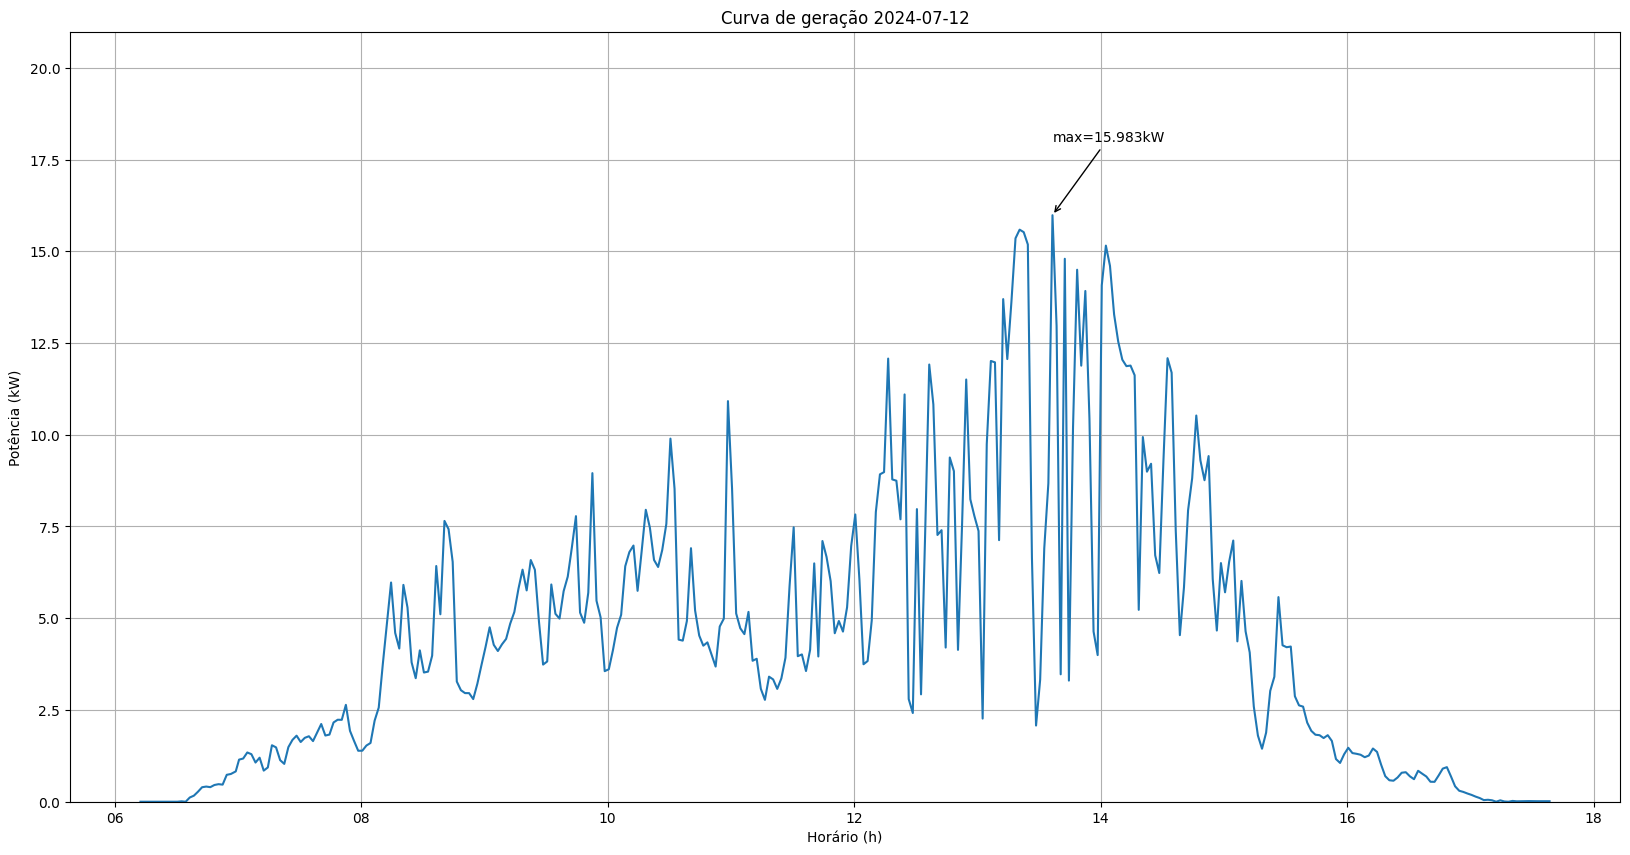 Curva de geração 2024-07-12
20.0
17.5
15.0
12.5
10.0
7.5
5.0
2.5
0.0
Potência (kW)
max=15.983kW
06 08 10 12 14 16 18
Horário (h)